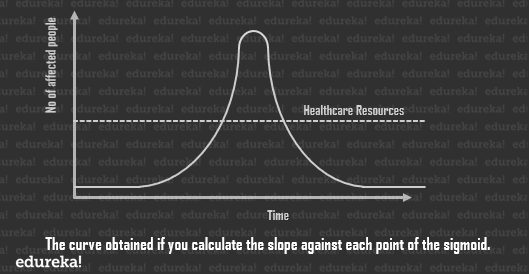 No of affected people
Healthcare Resources
Time
The curve obtained if you calculate the slope against each point of the sigmoid.
edureka!